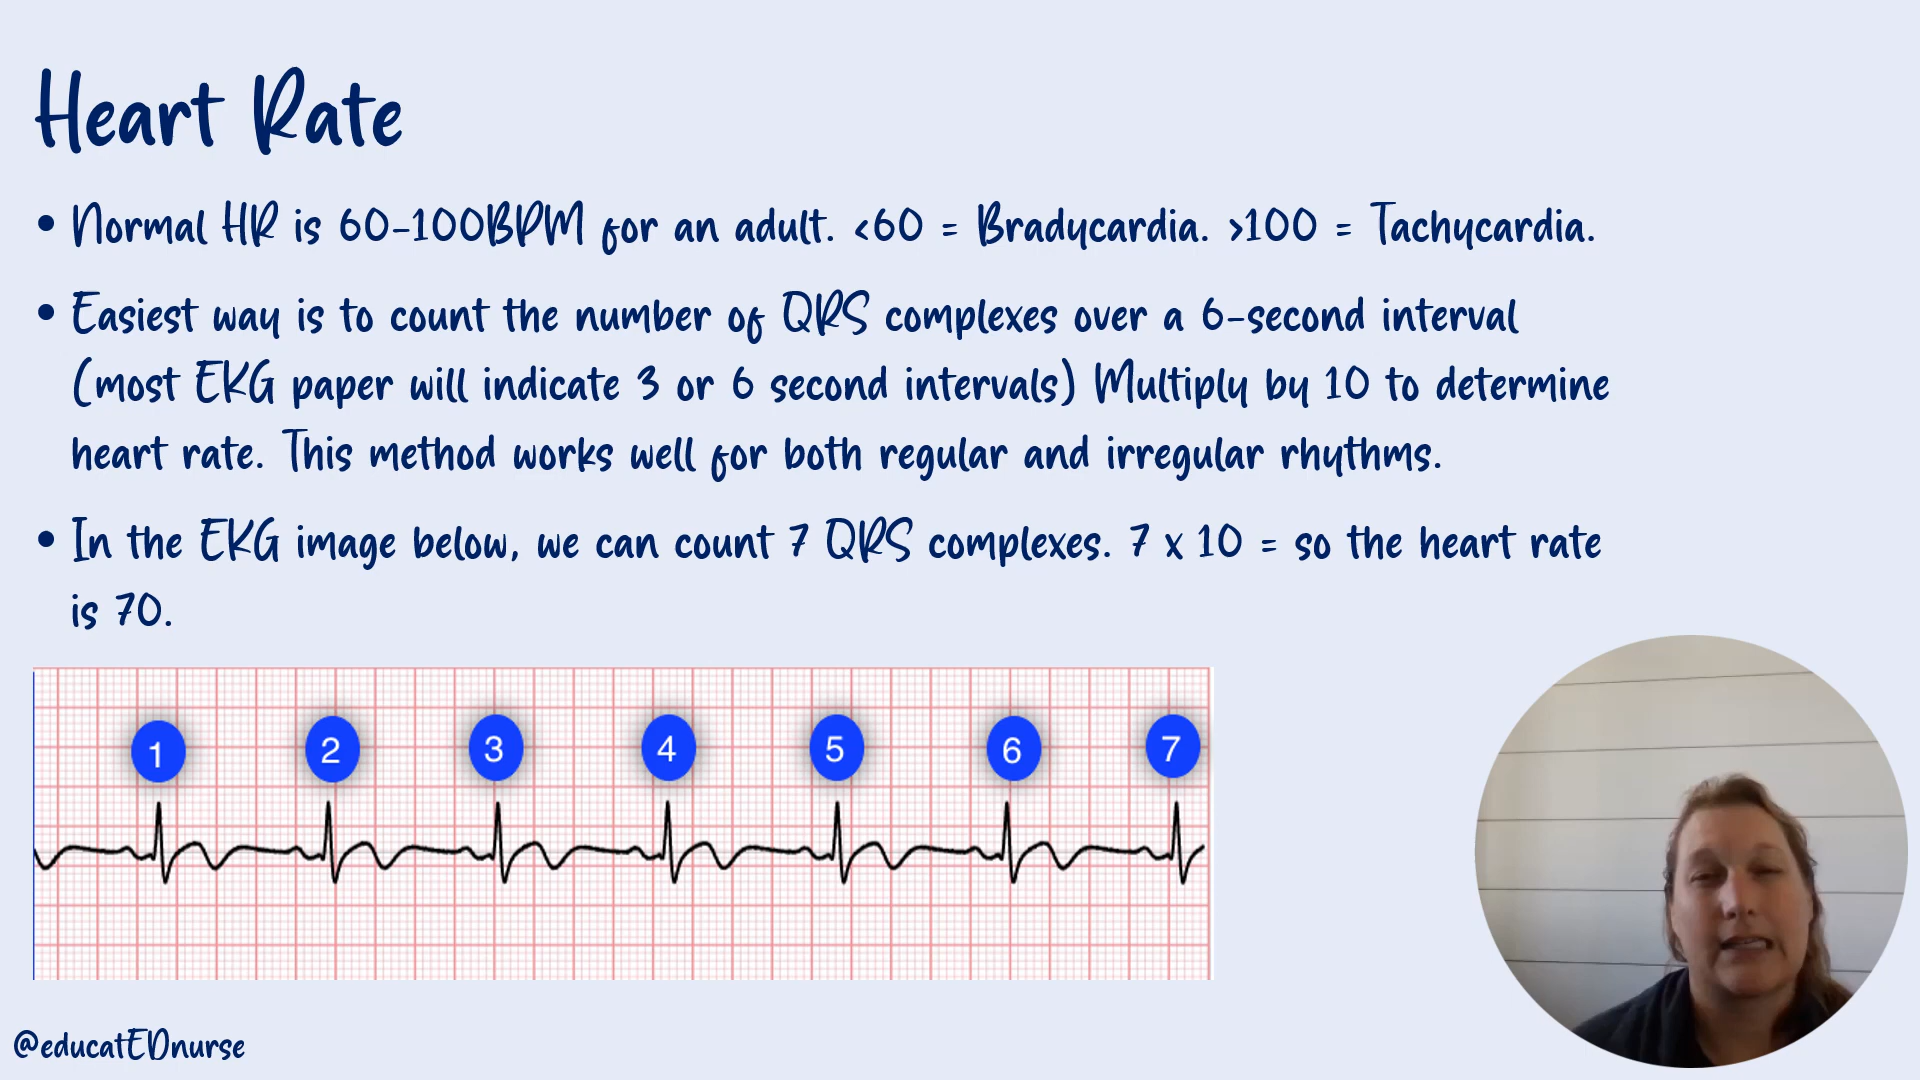 Heart Rate
• Normal HR is 60-100BPM for an adult. <60 = Bradycardia. >100 = Tachycardia.
• Easiest way is to count the number of QRS complexes over a 6-second interval
(most EKG paper will indicate 3 or 6 second intervals) Multiply by 10 to determine
heart rate. This method works well for both regular and irregular rhythms.
• In the EKG image below, we can count 7 QRS complexes. 7 x 10 = so the heart rate
is 70.
1 2 3 4 5 6 7
@educatEDnurse